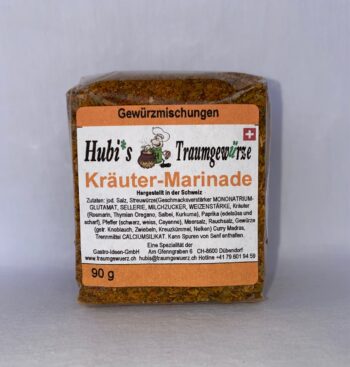 Gewürzmischungen
Hubi's Traumgewürze
Kräuter-Marinade
Hergestellt in der Schweiz
Zutaten: jod. Salz, Streuwürze(Geschmacksverstärker MONONATRIUM-
GLUTAMAT, SELLERIE, MILCHZUCKER, WEIZENSTÄRKE, Kräuter
(Rosmarin, Thymian Oregano, Salbei, Kurkuma), Paprika (edelsüss und
scharf), Pfeffer (schwarz, weiss, Cayenne), Meersalz, Rauchsalz, Gewürze
(getr. Knoblauch, Zwiebeln, Kreuzkümmel, Nelken) Curry Madras,
Trennmittel CALCIUMSILIKAT. Kann Spuren von Senf enthalten.
Eine Spezialität der
Gastro-Ideen-GmbH Am Gfenngraben 6 CH-8600 Dübendorf
www.traumgewuerz.ch hubis@traumgewuerz.ch Hotline +41 79 601 94 59
90 g